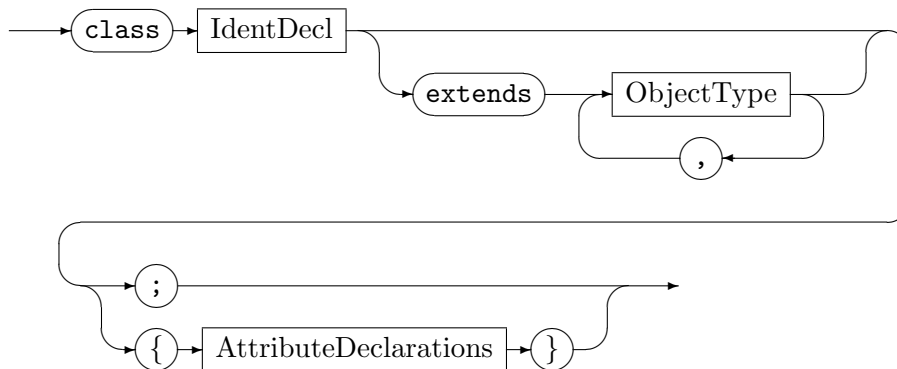 class IdentDecl
extends ObjectType
,
;
{ AttributeDeclarations }